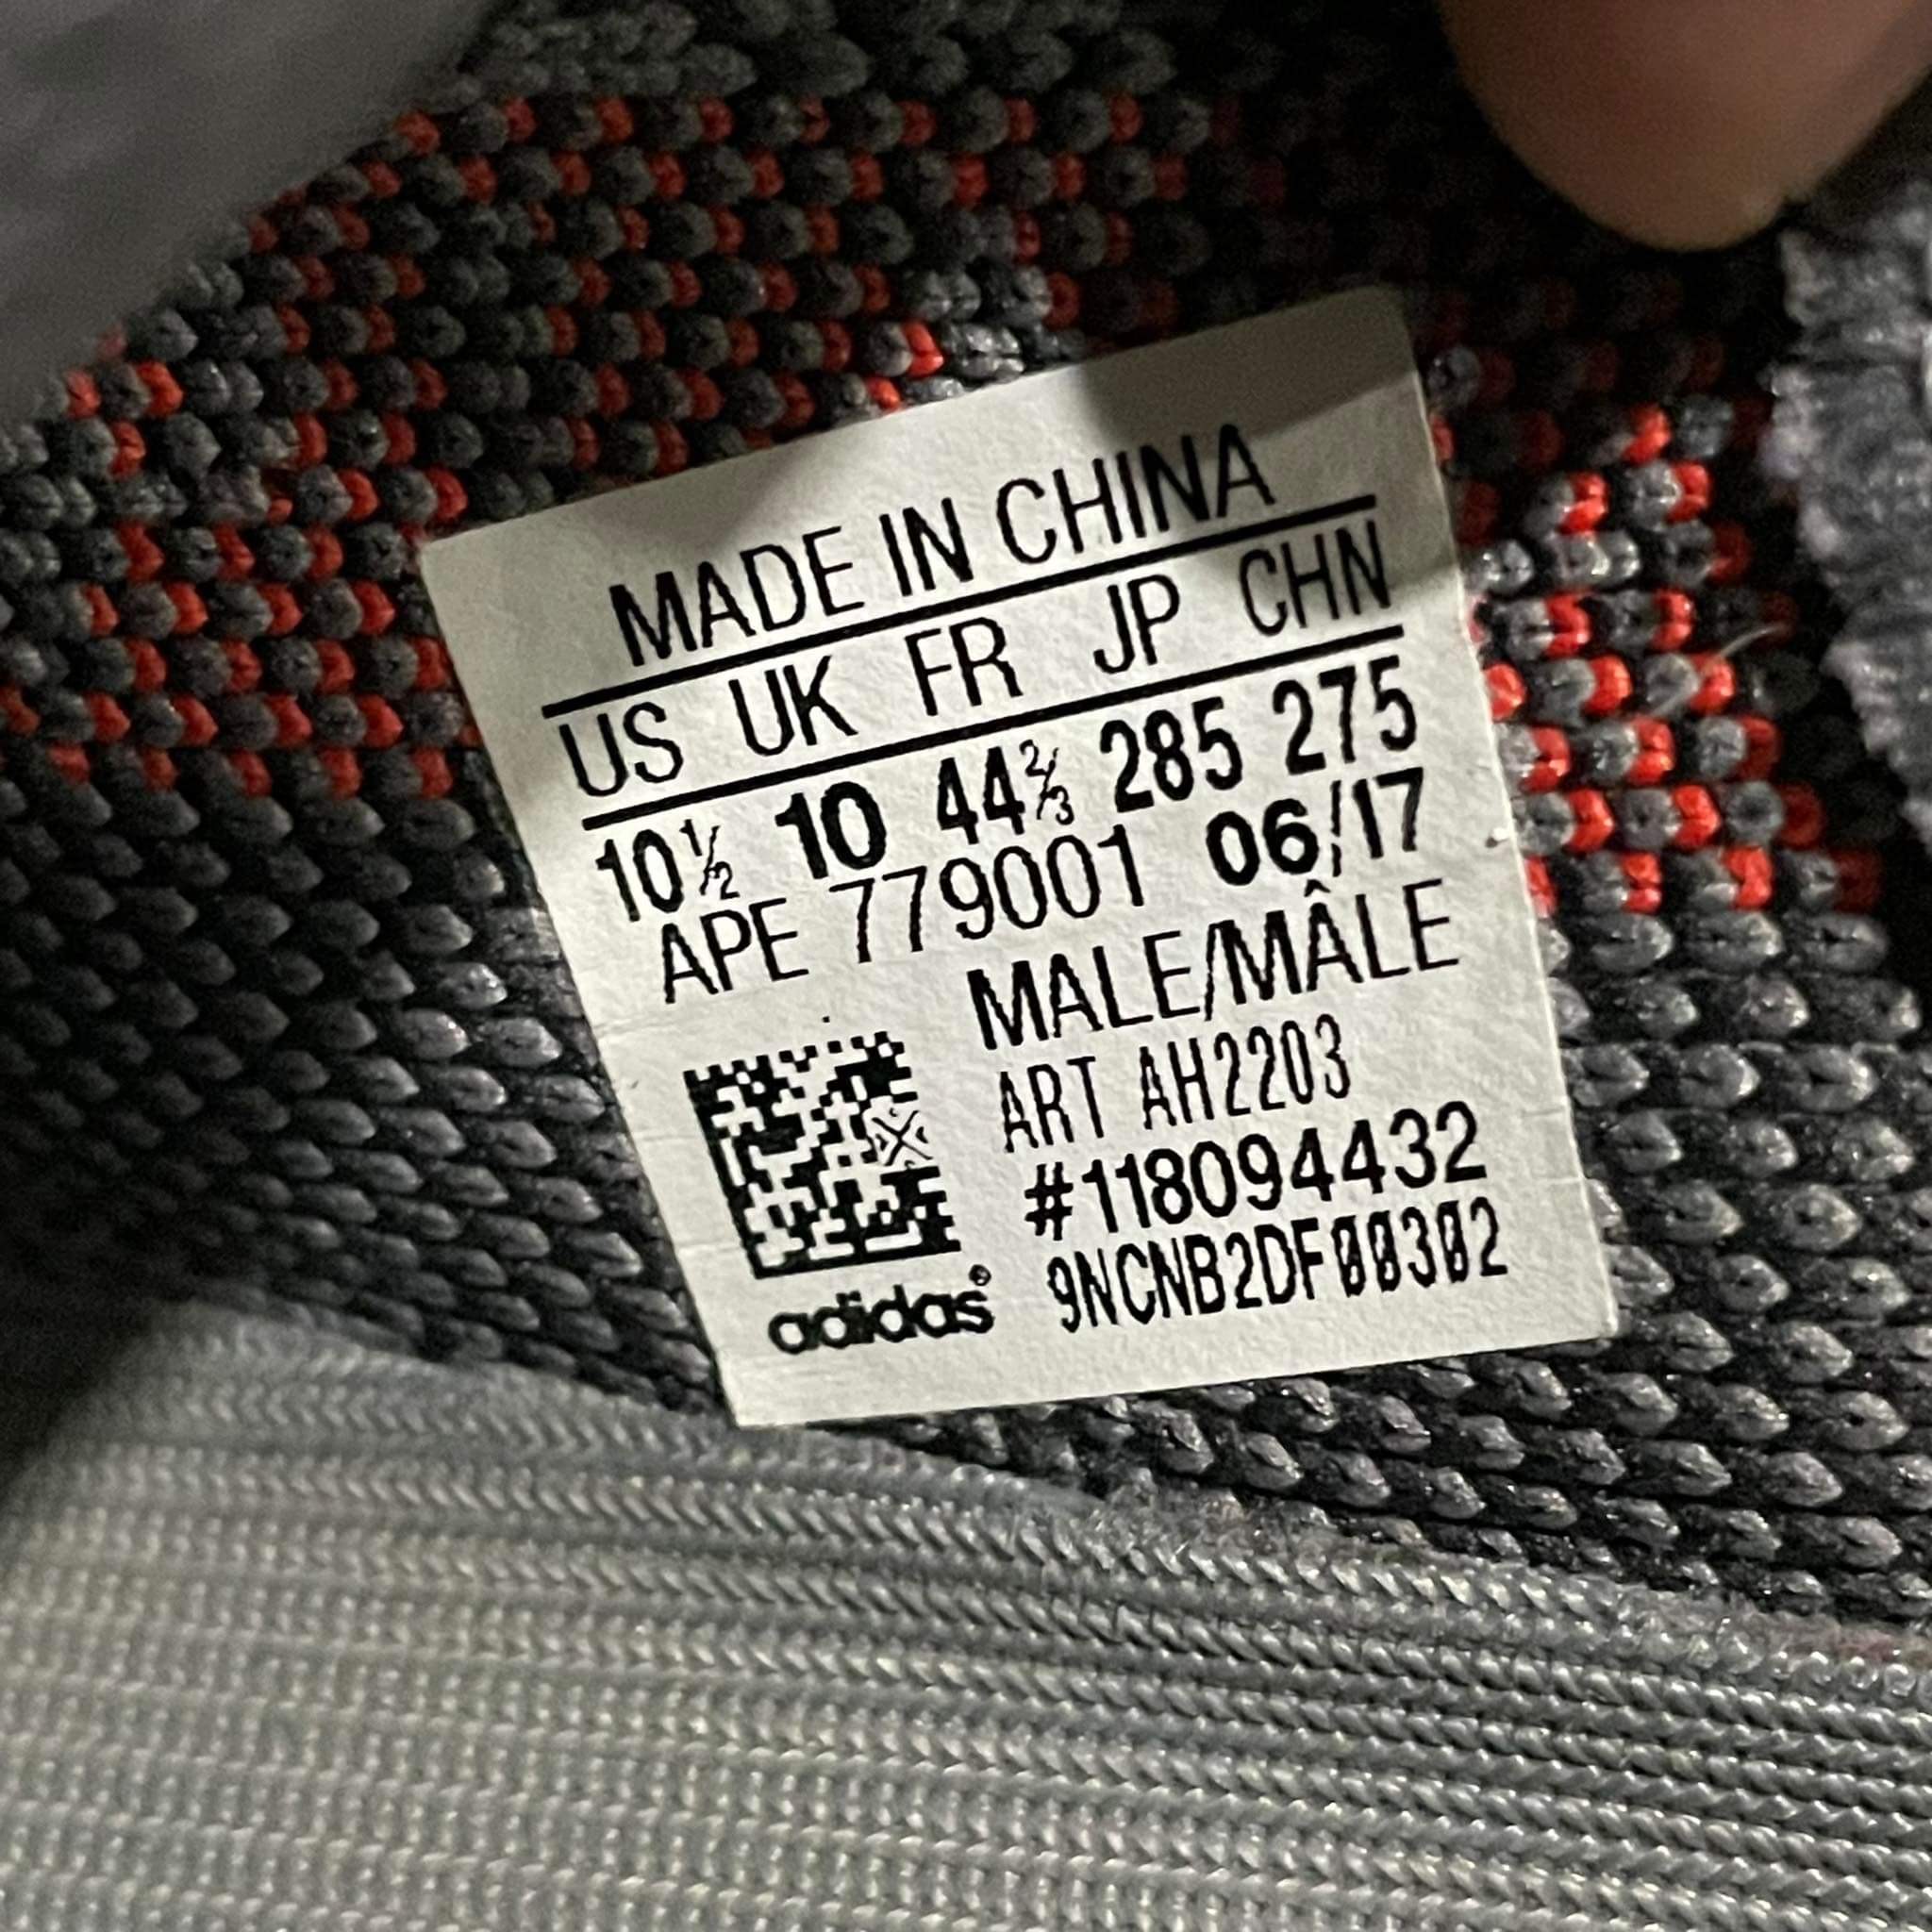 MADE IN CHINA
US UK FR JP CHN
10½ 10 44⅔ 285 275
APE 779001 06/17
MALE/MÂLE
ART AH2203
#118094432
adidas® 9NCNB2DF00302